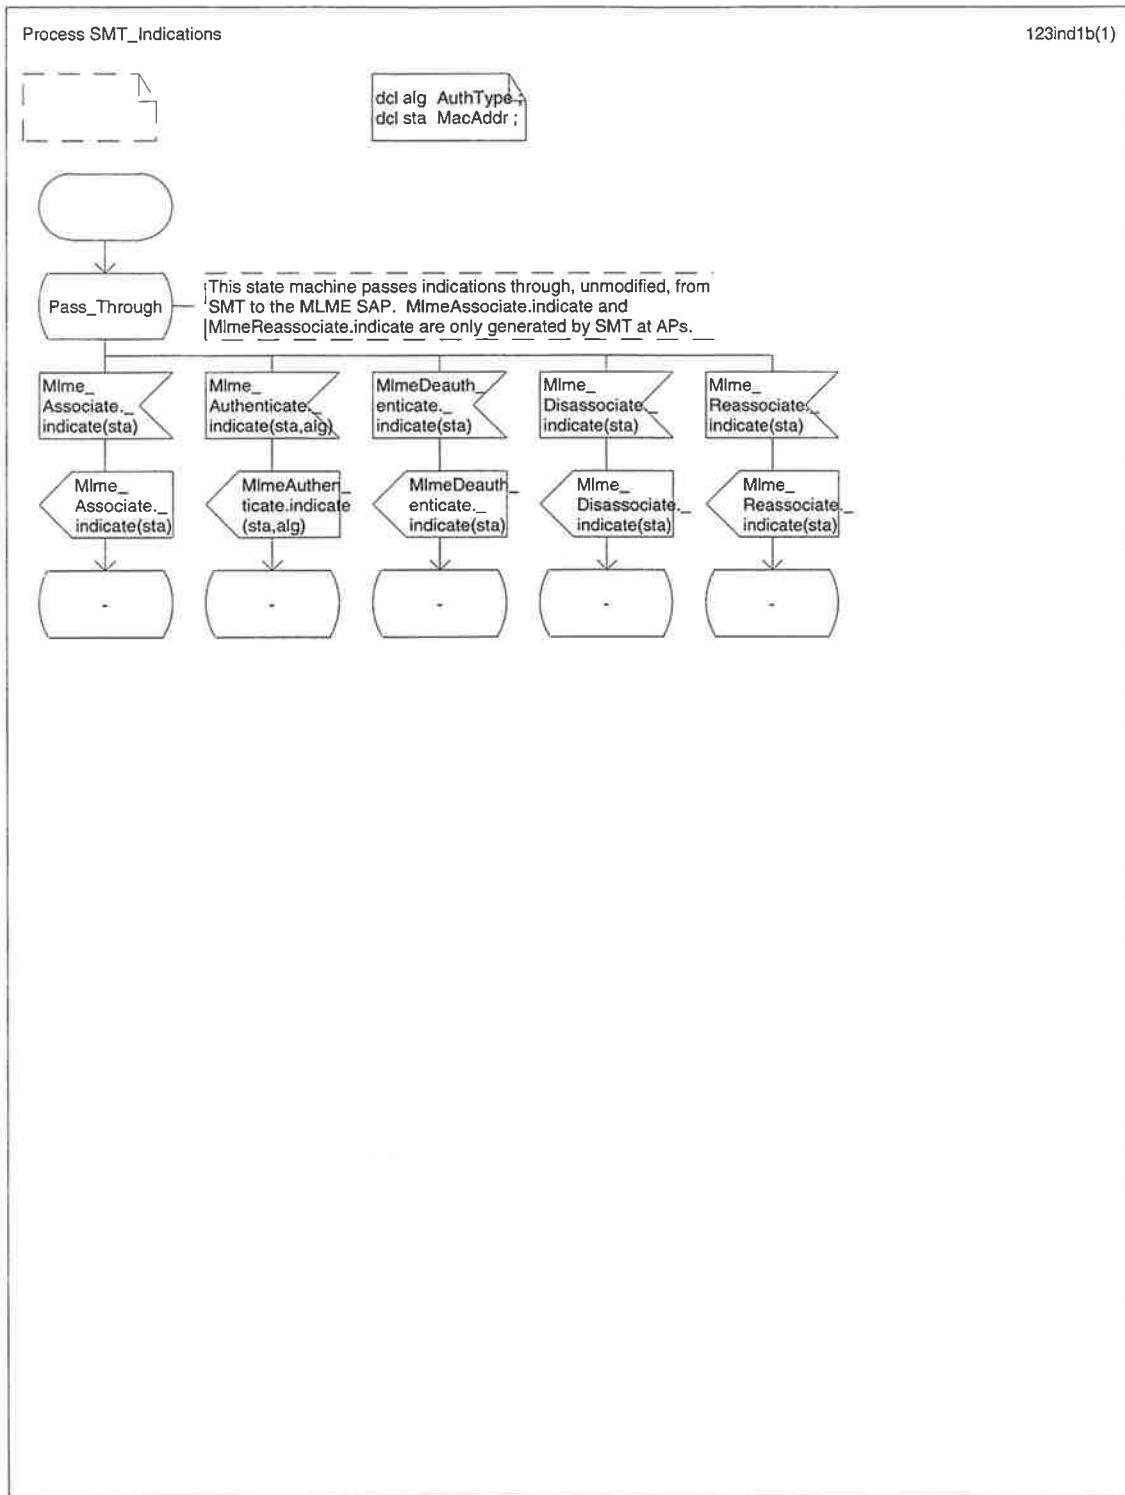 Process SMT_Indications
123ind1b(1)
dcl alg AuthType ;
dcl sta MacAddr ;
Pass_Through
This state machine passes indications through, unmodified, from
SMT to the MLME SAP. MlmeAssociate.indicate and
MlmeReassociate.indicate are only generated by SMT at APs.
Mlme_
Associate._
indicate(sta)
Mlme_
Authenticate._
indicate(sta,alg)
MlmeDeauth_
enticate._
indicate(sta)
Mlme_
Disassociate._
indicate(sta)
Mlme_
Reassociate._
indicate(sta)
Mlme_
Associate._
indicate(sta)
MlmeAuthen_
ticate.indicate
(sta,alg)
MlmeDeauth_
enticate._
indicate(sta)
Mlme_
Disassociate._
indicate(sta)
Mlme_
Reassociate._
indicate(sta)
-
-
-
-
-